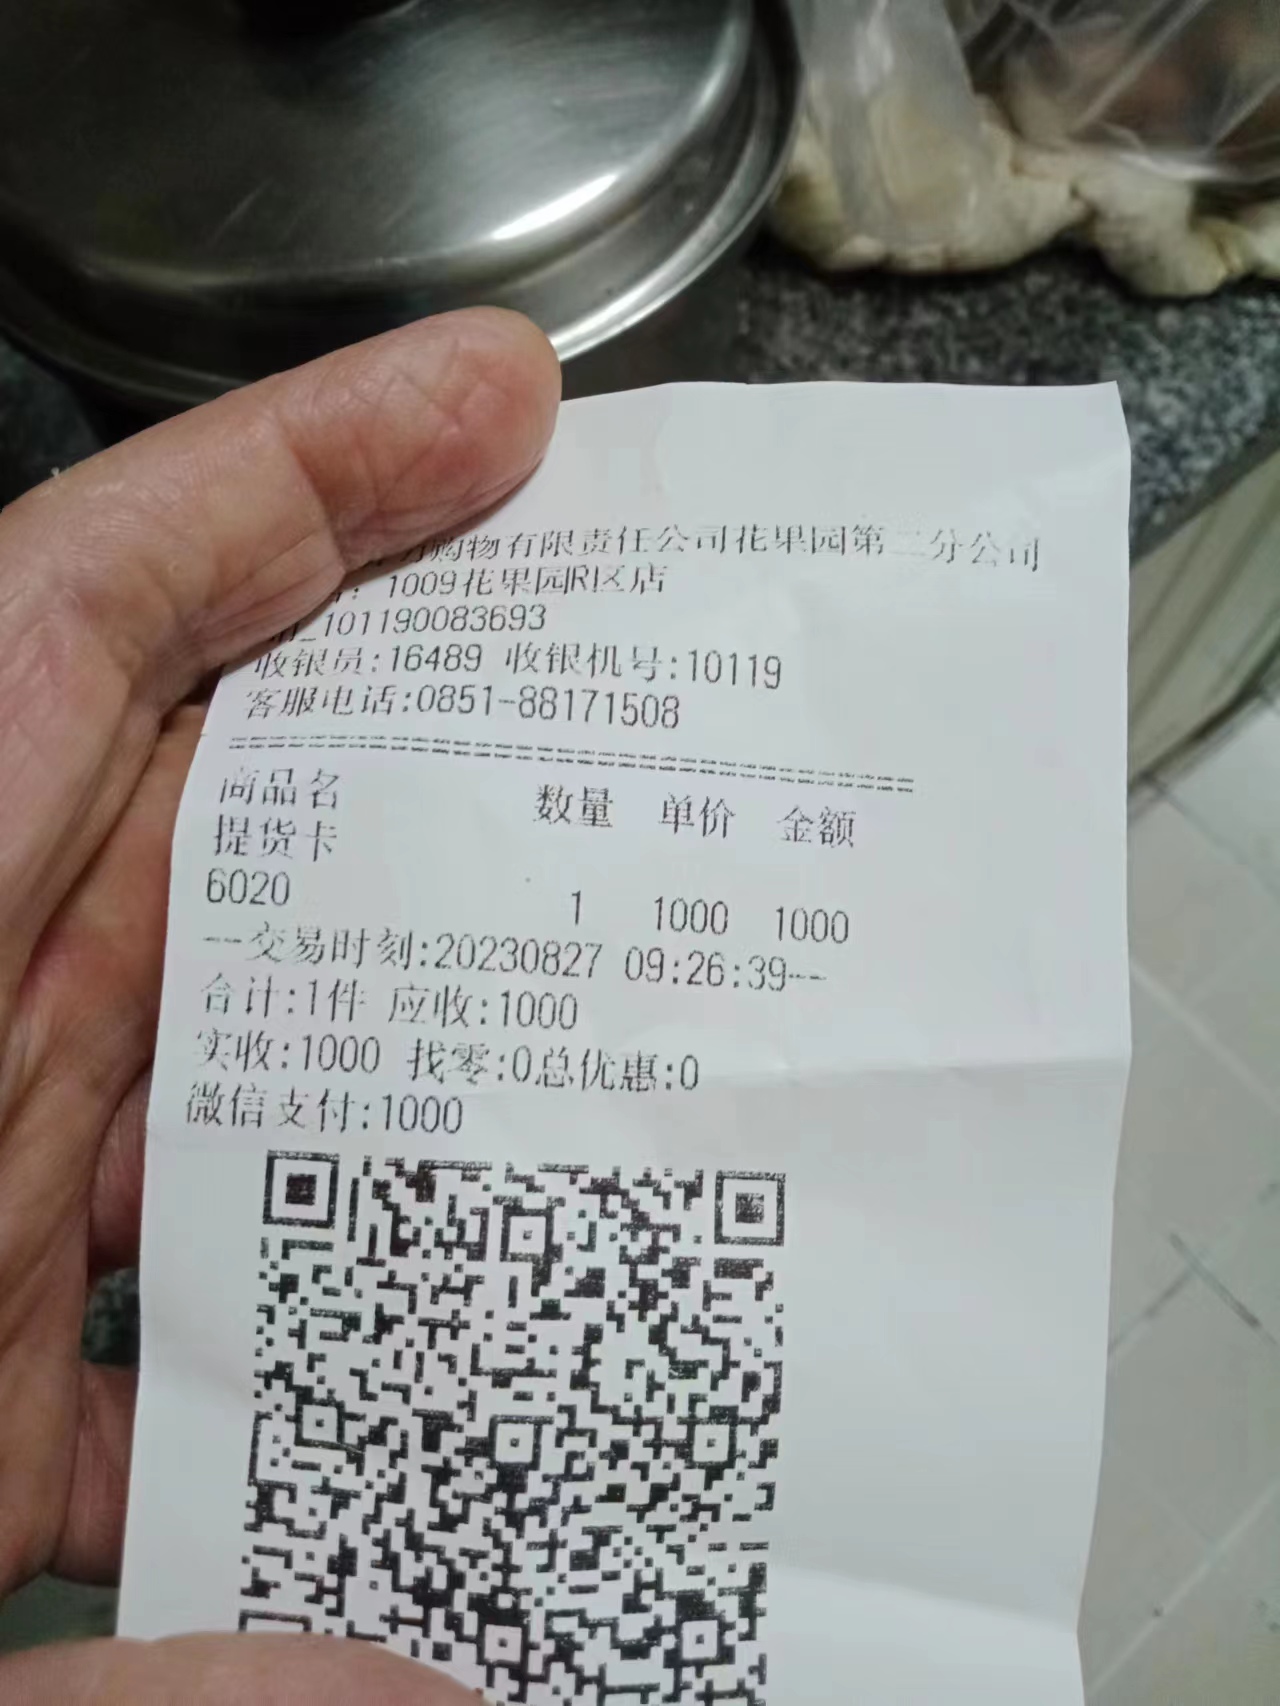 购物有限责任公司花果园第二分公司
: 1009花果园R区店
_101190083693
收银员:16489 收银机号:10119
客服电话:0851-88171508
商品名 数量 单价 金额
提货卡
6020 1 1000 1000
--交易时刻:20230827 09:26:39--
合计:1件 应收:1000
实收:1000 找零:0总优惠:0
微信支付:1000